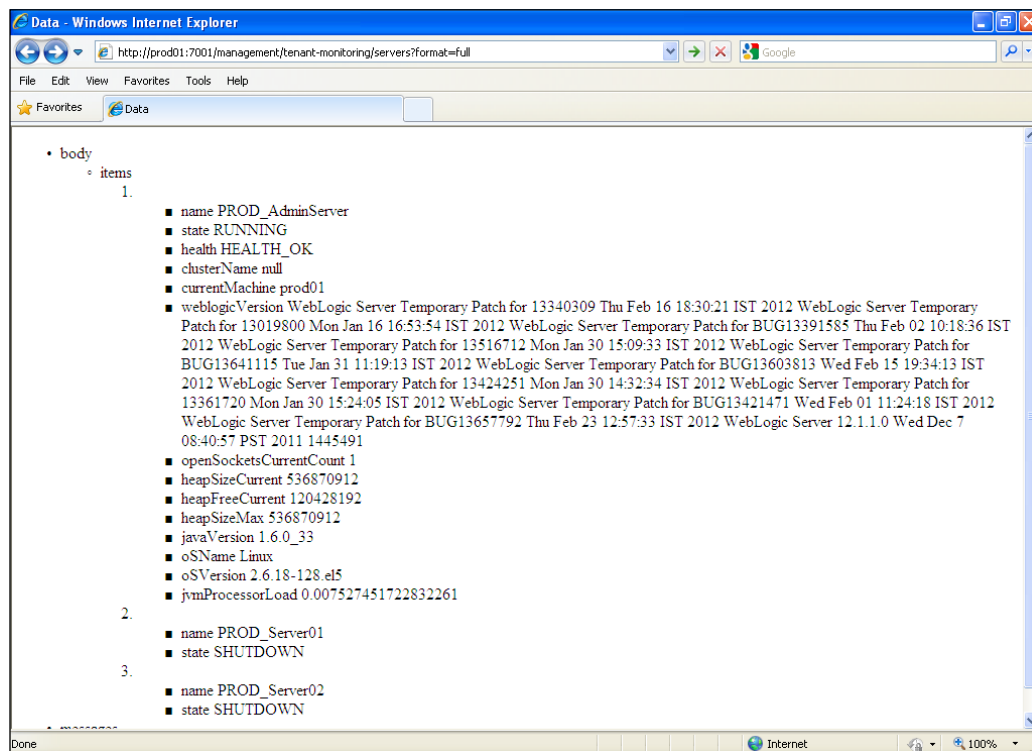 Data - Windows Internet Explorer
http://prod01:7001/management/tenant-monitoring/servers?format=full
Google
File Edit View Favorites Tools Help
Favorites Data
• body
◦ items
1.
■ name PROD_AdminServer
■ state RUNNING
■ health HEALTH_OK
■ clusterName null
■ currentMachine prod01
■ weblogicVersion WebLogic Server Temporary Patch for 13340309 Thu Feb 16 18:30:21 IST 2012 WebLogic Server Temporary
Patch for 13019800 Mon Jan 16 16:53:54 IST 2012 WebLogic Server Temporary Patch for BUG13391585 Thu Feb 02 10:18:36 IST
2012 WebLogic Server Temporary Patch for 13516712 Mon Jan 30 15:09:33 IST 2012 WebLogic Server Temporary Patch for
BUG13641115 Tue Jan 31 11:19:13 IST 2012 WebLogic Server Temporary Patch for BUG13603813 Wed Feb 15 19:34:13 IST
2012 WebLogic Server Temporary Patch for 13424251 Mon Jan 30 14:32:34 IST 2012 WebLogic Server Temporary Patch for
13361720 Mon Jan 30 15:24:05 IST 2012 WebLogic Server Temporary Patch for BUG13421471 Wed Feb 01 11:24:18 IST 2012
WebLogic Server Temporary Patch for BUG13657792 Thu Feb 23 12:57:33 IST 2012 WebLogic Server 12.1.1.0 Wed Dec 7
08:40:57 PST 2011 1445491
■ openSocketsCurrentCount 1
■ heapSizeCurrent 536870912
■ heapFreeCurrent 120428192
■ heapSizeMax 536870912
■ javaVersion 1.6.0_33
■ oSName Linux
■ oSVersion 2.6.18-128.el5
■ jvmProcessorLoad 0.007527451722832261
2.
■ name PROD_Server01
■ state SHUTDOWN
3.
■ name PROD_Server02
■ state SHUTDOWN
Done Internet 100%